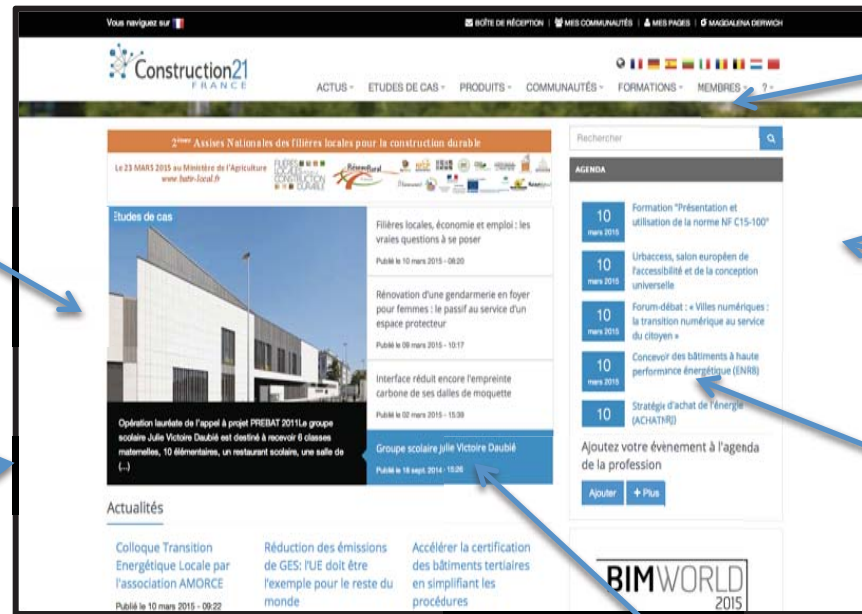 Vous naviguez sur
BOÎTE DE RÉCEPTION | MES COMMUNAUTÉS | MES PAGES | MAGDALENA DERWICH
Construction21
FRANCE
ACTUS ETUDES DE CAS PRODUITS COMMUNAUTÉS FORMATIONS MEMBRES ?
2èmes Assises Nationales des filières locales pour la construction durable
Le 23 MARS 2015 au Ministère de l'Agriculture
www.batir-local.fr
FILIÈRES
LOCALES
CONSTRUCTION
DURABLE
Etudes de cas
Opération lauréate de l'appel à projet PREBAT 2011Le groupe
scolaire Julie Victoire Daubié est destiné à recevoir 6 classes
maternelles, 10 élémentaires, un restaurant scolaire, une salle de
(...)
Filières locales, économie et emploi : les
vraies questions à se poser
Publié le 10 mars 2015 - 08:20
Rénovation d'une gendarmerie en foyer
pour femmes : le passif au service d'un
espace protecteur
Publié le 09 mars 2015 - 10:17
Interface réduit encore l'empreinte
carbone de ses dalles de moquette
Publié le 02 mars 2015 - 15:39
Groupe scolaire Julie Victoire Daubié
Publié le 18 sept. 2014 - 15:26
Rechercher
AGENDA
10
mars 2015
Formation "Présentation et
utilisation de la norme NF C15-100"
10
mars 2015
Urbaccess, salon européen de
l'accessibilité et de la conception
universelle
10
mars 2015
Forum-débat : « Villes numériques :
la transition numérique au service
du citoyen »
10
mars 2015
Concevoir des bâtiments à haute
performance énergétique (ENR8)
10
Stratégie d'achat de l'énergie
(ACHATNRJ)
Ajoutez votre évènement à l'agenda
de la profession
Ajouter + Plus
Actualités
Colloque Transition
Energétique Locale par
l'association AMORCE
Publié le 10 mars 2015 - 09:22
Réduction des émissions
de GES: l'UE doit être
l'exemple pour le reste du
monde
Accélérer la certification
des bâtiments tertiaires
en simplifiant les
procédures
BIMWORLD
2015